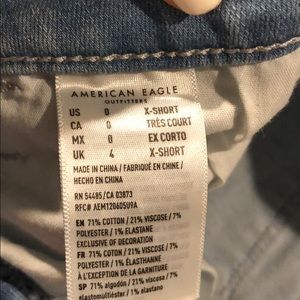 AMERICAN EAGLE
OUTFITTERS
US 0 X-SHORT
CA 0 TRÈS COURT
MX 0 EX CORTO
UK 4 X-SHORT
MADE IN CHINA / FABRIQUÉ EN CHINE /
HECHO EN CHINA
RN 54485 / CA 03873
RFC# AEM120605U9A
EN 71% COTTON / 21% VISCOSE / 7%
POLYESTER / 1% ELASTANE
EXCLUSIVE OF DECORATION
FR 71% COTON / 21% VISCOSE / 7%
POLYESTER / 1% ÉLASTHANNE
À L'EXCEPTION DE LA GARNITURE
SP 71% algodón / 21% viscosa / 7%
elastomúltiester / 1% elastano